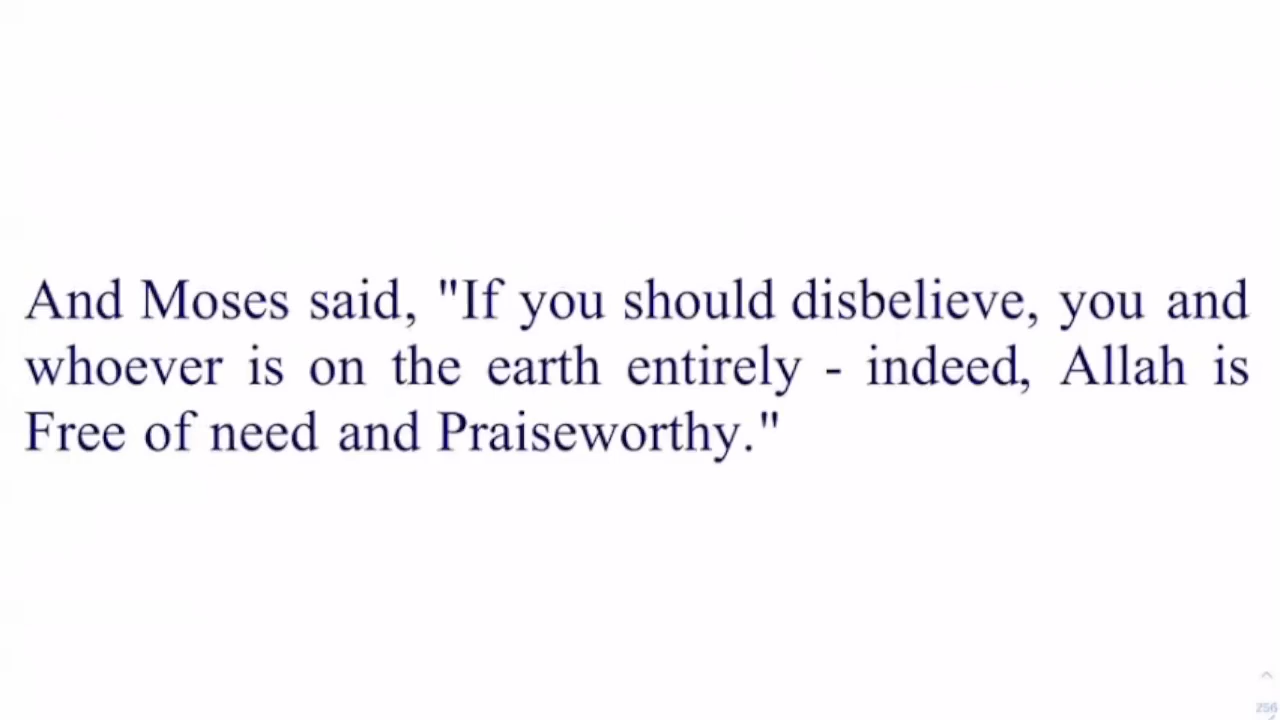 And Moses said, "If you should disbelieve, you and
whoever is on the earth entirely - indeed, Allah is
Free of need and Praiseworthy."
256